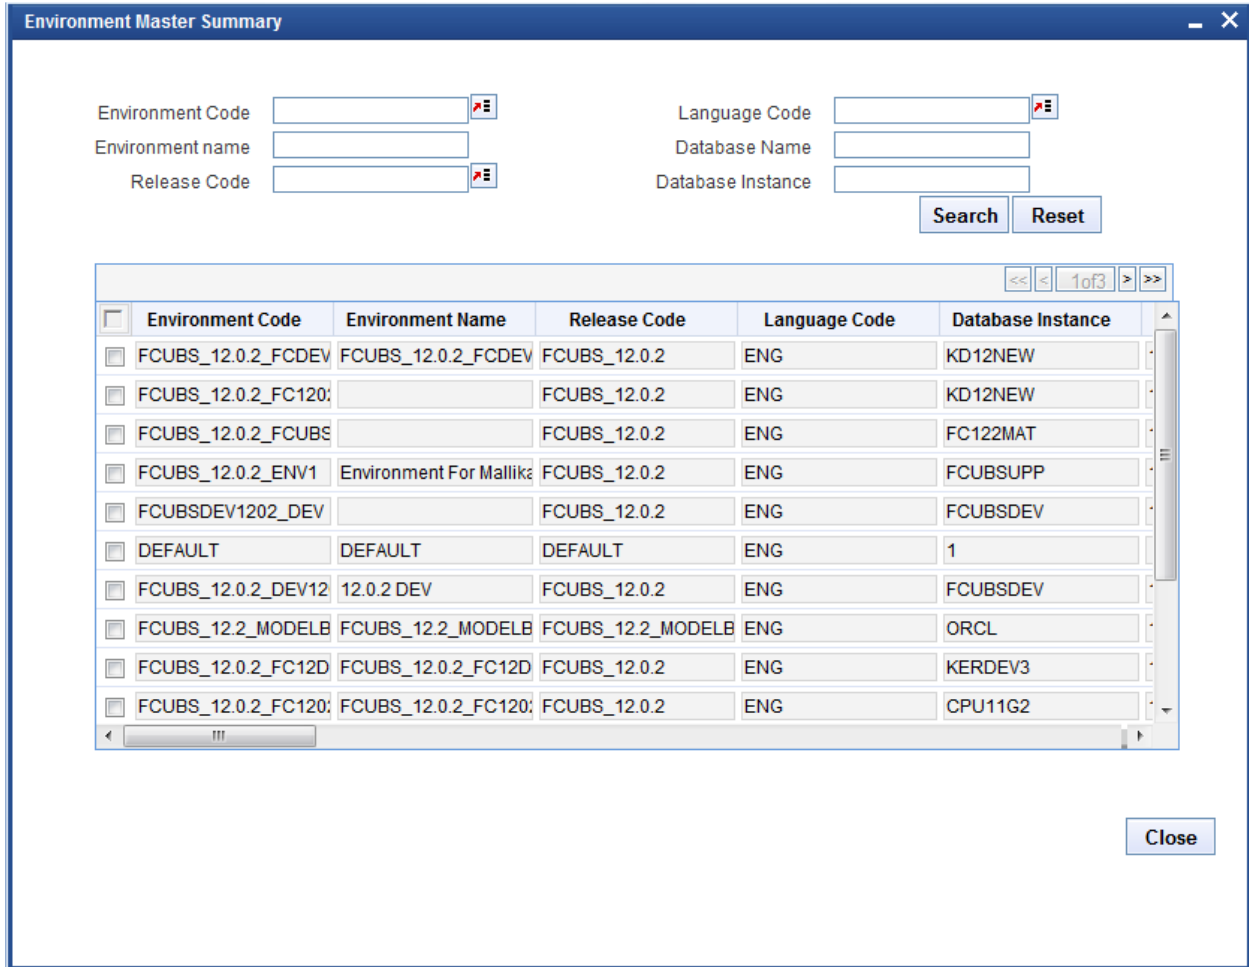 Environment Master Summary
Environment Code Language Code
Environment name Database Name
Release Code Database Instance
Search Reset
<< < 1of3 > >>
Environment Code Environment Name Release Code Language Code Database Instance
FCUBS_12.0.2_FCDEV FCUBS_12.0.2_FCDEV FCUBS_12.0.2 ENG KD12NEW
FCUBS_12.0.2_FC120 FCUBS_12.0.2 ENG KD12NEW
FCUBS_12.0.2_FCUBS FCUBS_12.0.2 ENG FC122MAT
FCUBS_12.0.2_ENV1 Environment For Mallika FCUBS_12.0.2 ENG FCUBSUPP
FCUBSDEV1202_DEV FCUBS_12.0.2 ENG FCUBSDEV
DEFAULT DEFAULT DEFAULT ENG 1
FCUBS_12.0.2_DEV12 12.0.2 DEV FCUBS_12.0.2 ENG FCUBSDEV
FCUBS_12.2_MODELB FCUBS_12.2_MODELB FCUBS_12.2_MODELB ENG ORCL
FCUBS_12.0.2_FC12D FCUBS_12.0.2_FC12D FCUBS_12.0.2 ENG KERDEV3
FCUBS_12.0.2_FC120 FCUBS_12.0.2_FC120 FCUBS_12.0.2 ENG CPU11G2
Close